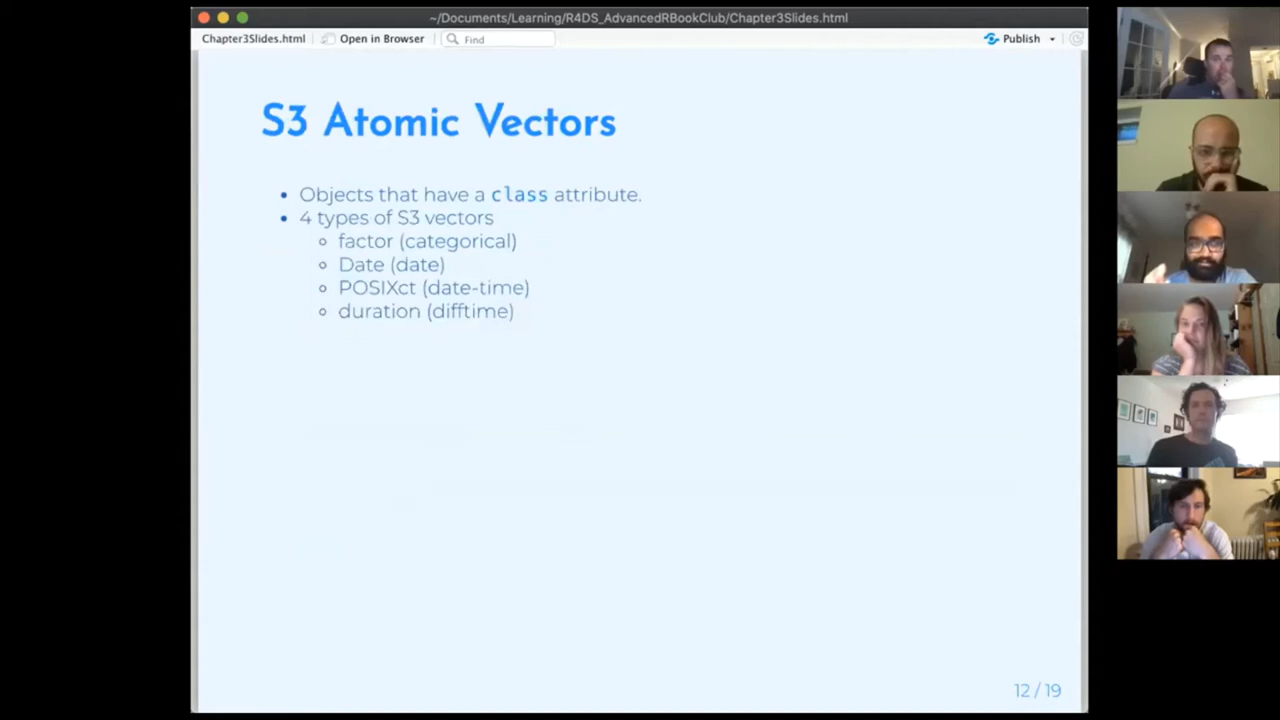 ~/Documents/Learning/R4DS_AdvancedRBookClub/Chapter3Slides.html
Chapter3Slides.html Open in Browser Find Publish
S3 Atomic Vectors
Objects that have a class attribute.
4 types of S3 vectors
factor (categorical)
Date (date)
POSIXct (date-time)
duration (difftime)
12 / 19